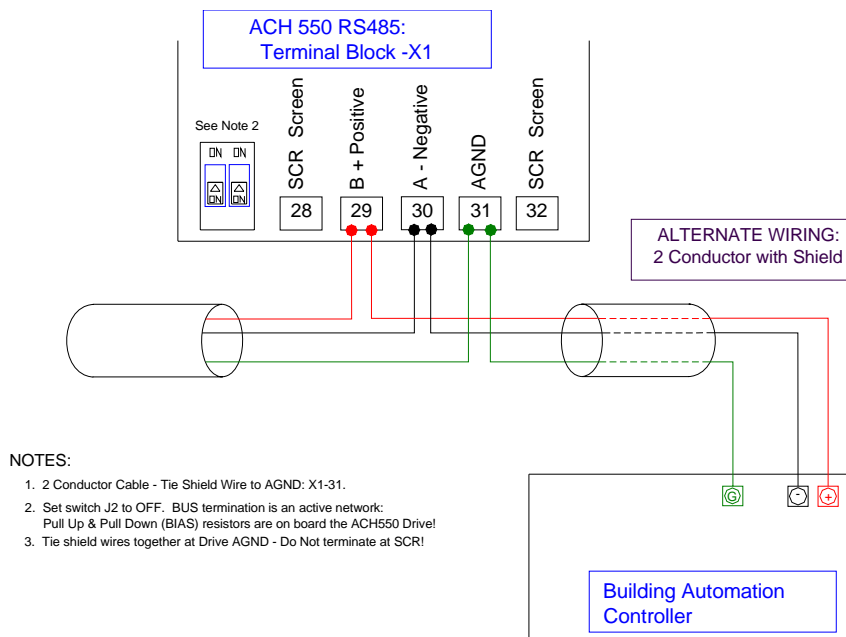 ACH 550 RS485:
Terminal Block -X1
See Note 2
ON ON
ON ON
SCR Screen
B + Positive
A - Negative
AGND
SCR Screen
28 29 30 31 32
ALTERNATE WIRING:
2 Conductor with Shield
NOTES:
1. 2 Conductor Cable - Tie Shield Wire to AGND: X1-31.
2. Set switch J2 to OFF. BUS termination is an active network:
Pull Up & Pull Down (BIAS) resistors are on board the ACH550 Drive!
3. Tie shield wires together at Drive AGND - Do Not terminate at SCR!
G - +
Building Automation
Controller